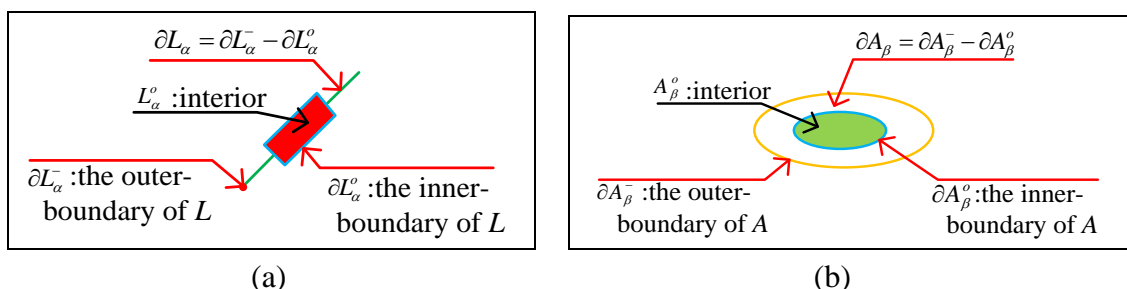 ∂L_α = ∂L_α^- − ∂L_α^o
L_α^o :interior
∂L_α^- :the outer-
boundary of L
∂L_α^o :the inner-
boundary of L
(a)
∂A_β = ∂A_β^- − ∂A_β^o
A_β^o :interior
∂A_β^- :the outer-
boundary of A
∂A_β^o :the inner-
boundary of A
(b)